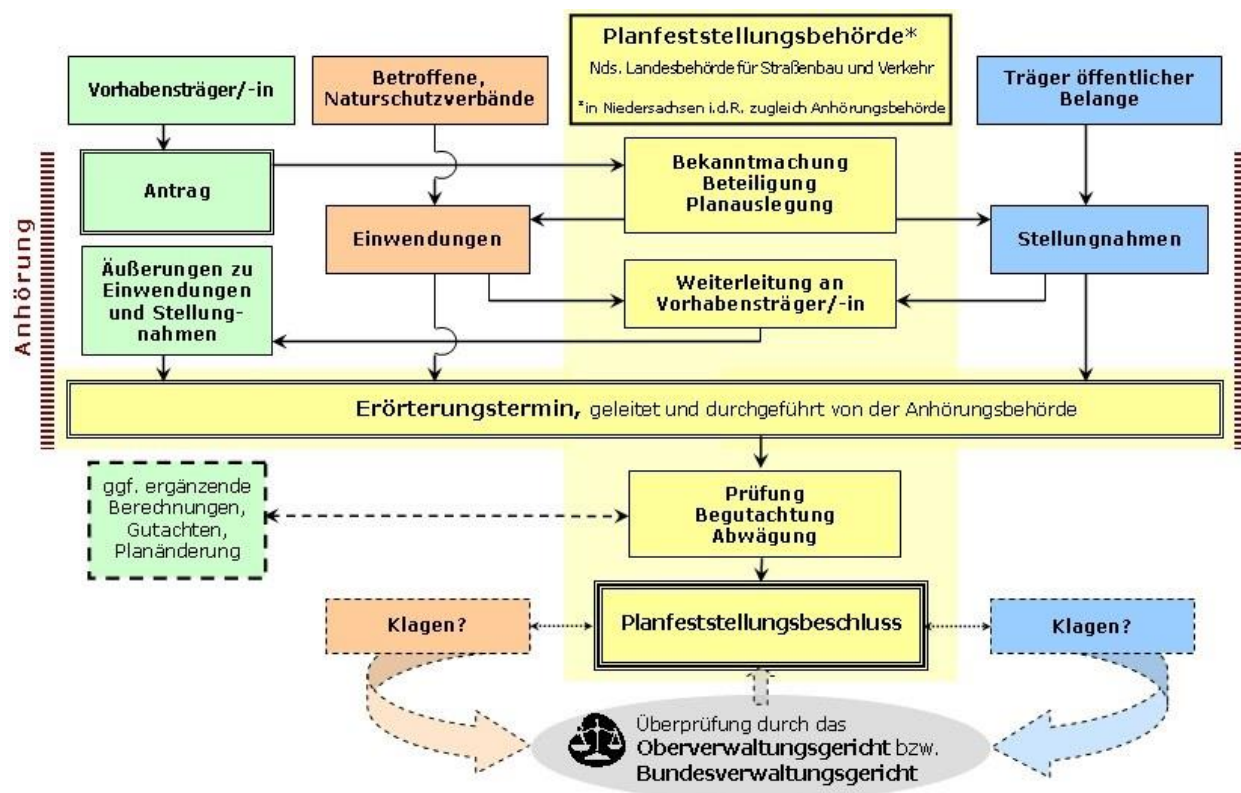 Planfeststellungsbehörde*
Nds. Landesbehörde für Straßenbau und Verkehr
*in Niedersachsen i.d.R. zugleich Anhörungsbehörde
Vorhabensträger/-in
Betroffene,
Naturschutzverbände
Träger öffentlicher
Belange
Anhörung
Antrag
Bekanntmachung
Beteiligung
Planauslegung
Einwendungen
Stellungnahmen
Äußerungen zu
Einwendungen
und Stellung-
nahmen
Weiterleitung an
Vorhabensträger/-in
Erörterungstermin, geleitet und durchgeführt von der Anhörungsbehörde
ggf. ergänzende
Berechnungen,
Gutachten,
Planänderung
Prüfung
Begutachtung
Abwägung
Klagen?
Planfeststellungsbeschluss
Klagen?
Überprüfung durch das
Oberverwaltungsgericht bzw.
Bundesverwaltungsgericht